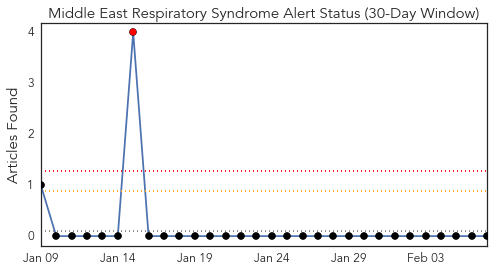 Middle East Respiratory Syndrome Alert Status (30-Day Window)
Articles Found
4
3
2
1
0
Jan 09 Jan 14 Jan 19 Jan 24 Jan 29 Feb 03